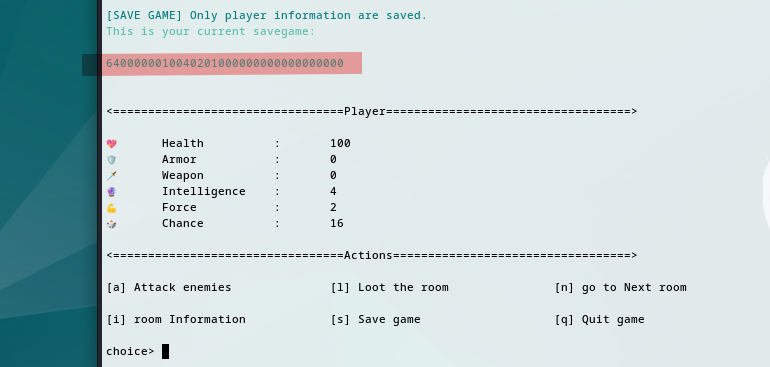 [SAVE GAME] Only player information are saved.
This is your current savegame:
6400000010040201000000000000000000
<=================================Player===================================>
💖 Health : 100
🛡️ Armor : 0
🗡️ Weapon : 0
🔮 Intelligence : 4
💪 Force : 2
🎲 Chance : 16
<=================================Actions==================================>
[a] Attack enemies [l] Loot the room [n] go to Next room
[i] room Information [s] Save game [q] Quit game
choice>